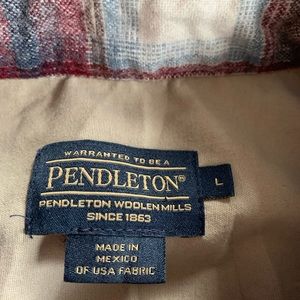 WARRANTED TO BE A
PENDLETON®
PENDLETON WOOLEN MILLS
SINCE 1863
L
MADE IN
MEXICO
OF USA FABRIC